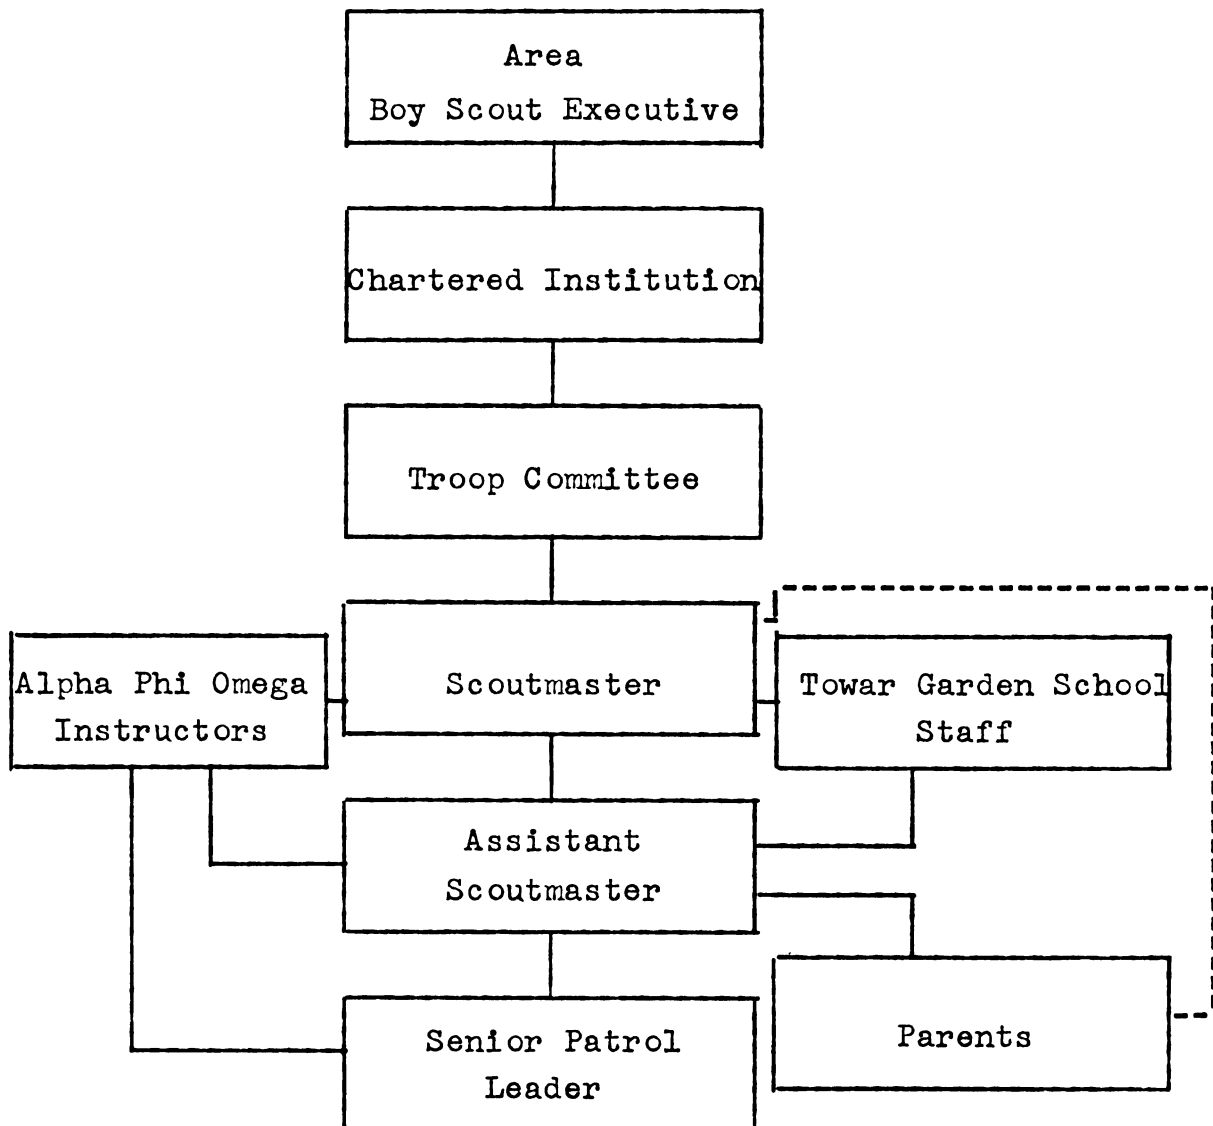 Area
Boy Scout Executive
Chartered Institution
Troop Committee
Alpha Phi Omega
Instructors
Scoutmaster
Towar Garden School
Staff
Assistant
Scoutmaster
Senior Patrol
Leader
Parents